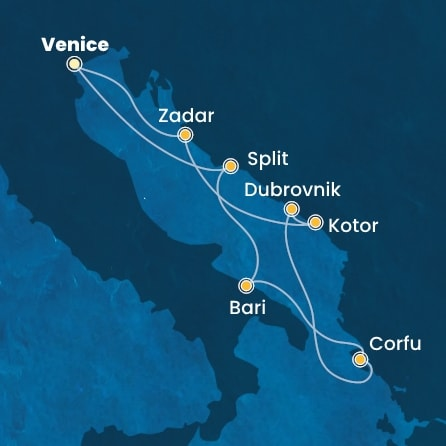 Venice
Zadar
Split
Dubrovnik
Kotor
Bari
Corfu